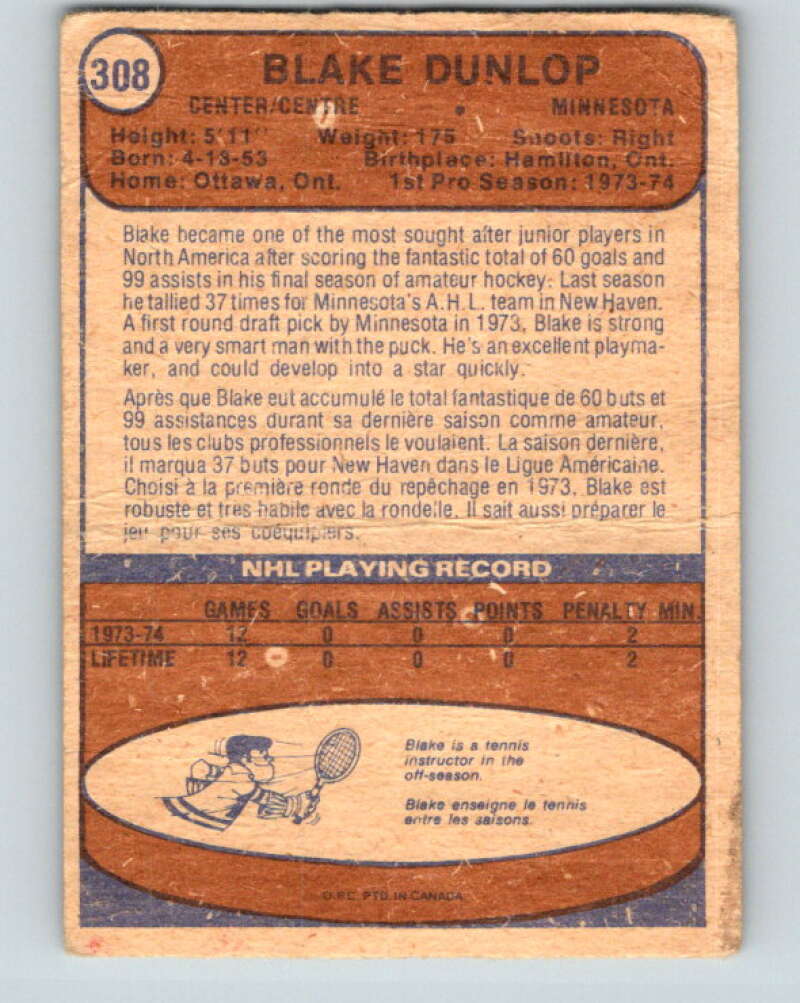 308
BLAKE DUNLOP
CENTER/CENTRE • MINNESOTA
Height: 5'11" Weight: 175 Shoots: Right
Born: 4-13-53 Birthplace: Hamilton, Ont.
Home: Ottawa, Ont. 1st Pro Season: 1973-74
Blake became one of the most sought after junior players in
North America after scoring the fantastic total of 60 goals and
99 assists in his final season of amateur hockey. Last season
he tallied 37 times for Minnesota's A.H.L. team in New Haven.
A first round draft pick by Minnesota in 1973, Blake is strong
and a very smart man with the puck. He's an excellent playma-
ker, and could develop into a star quickly.
Après que Blake eut accumulé le total fantastique de 60 buts et
99 assistances durant sa dernière saison comme amateur,
tous les clubs professionnels le voulaient. La saison dernière,
il marqua 37 buts pour New Haven dans le Ligue Américaine.
Choisi à la première ronde du repêchage en 1973, Blake est
robuste et très habile avec la rondelle. Il sait aussi préparer le
jeu pour ses coéquipiers.
NHL PLAYING RECORD
GAMES GOALS ASSISTS POINTS PENALTY MIN.
1973-74 12 0 0 0 2
LIFETIME 12 0 0 0 2
Blake is a tennis
instructor in the
off-season.
Blake enseigne le tennis
entre les saisons.
O.P.C. PTD. IN CANADA